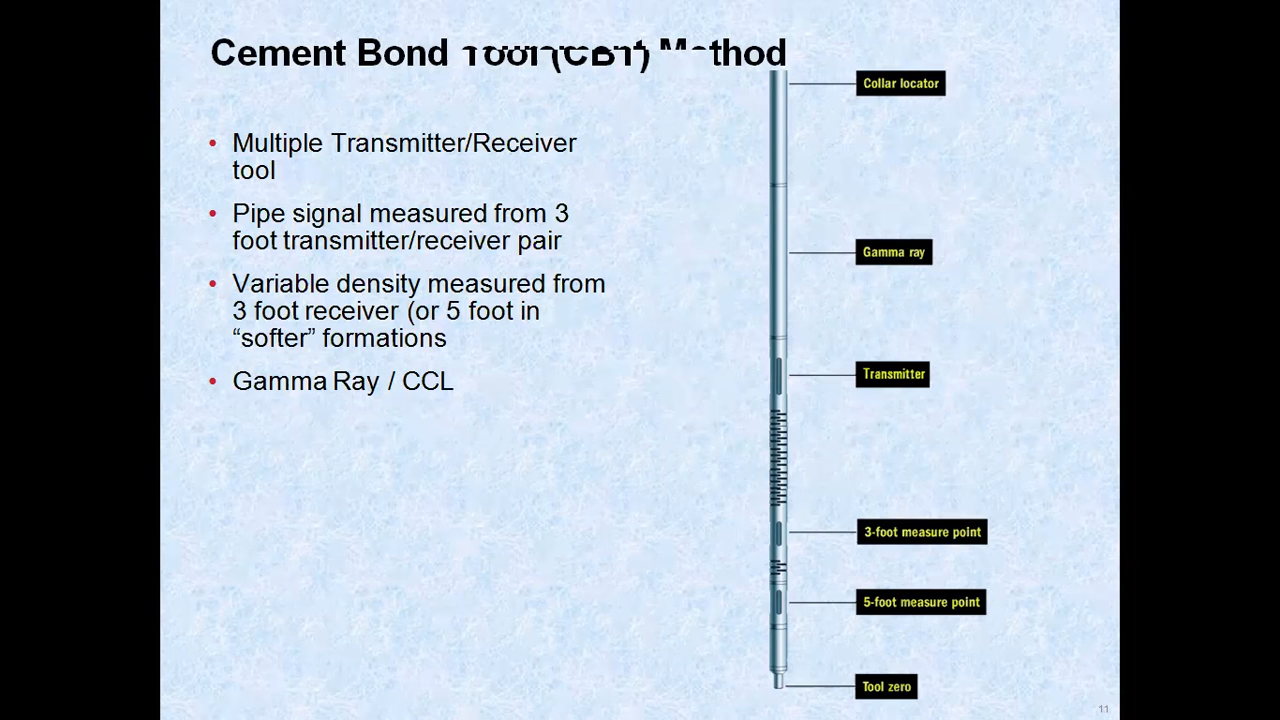 Cement Bond Tool (CBT) Method
• Multiple Transmitter/Receiver
tool
• Pipe signal measured from 3
foot transmitter/receiver pair
• Variable density measured from
3 foot receiver (or 5 foot in
“softer” formations
• Gamma Ray / CCL
Collar locator
Gamma ray
Transmitter
3-foot measure point
5-foot measure point
Tool zero
11